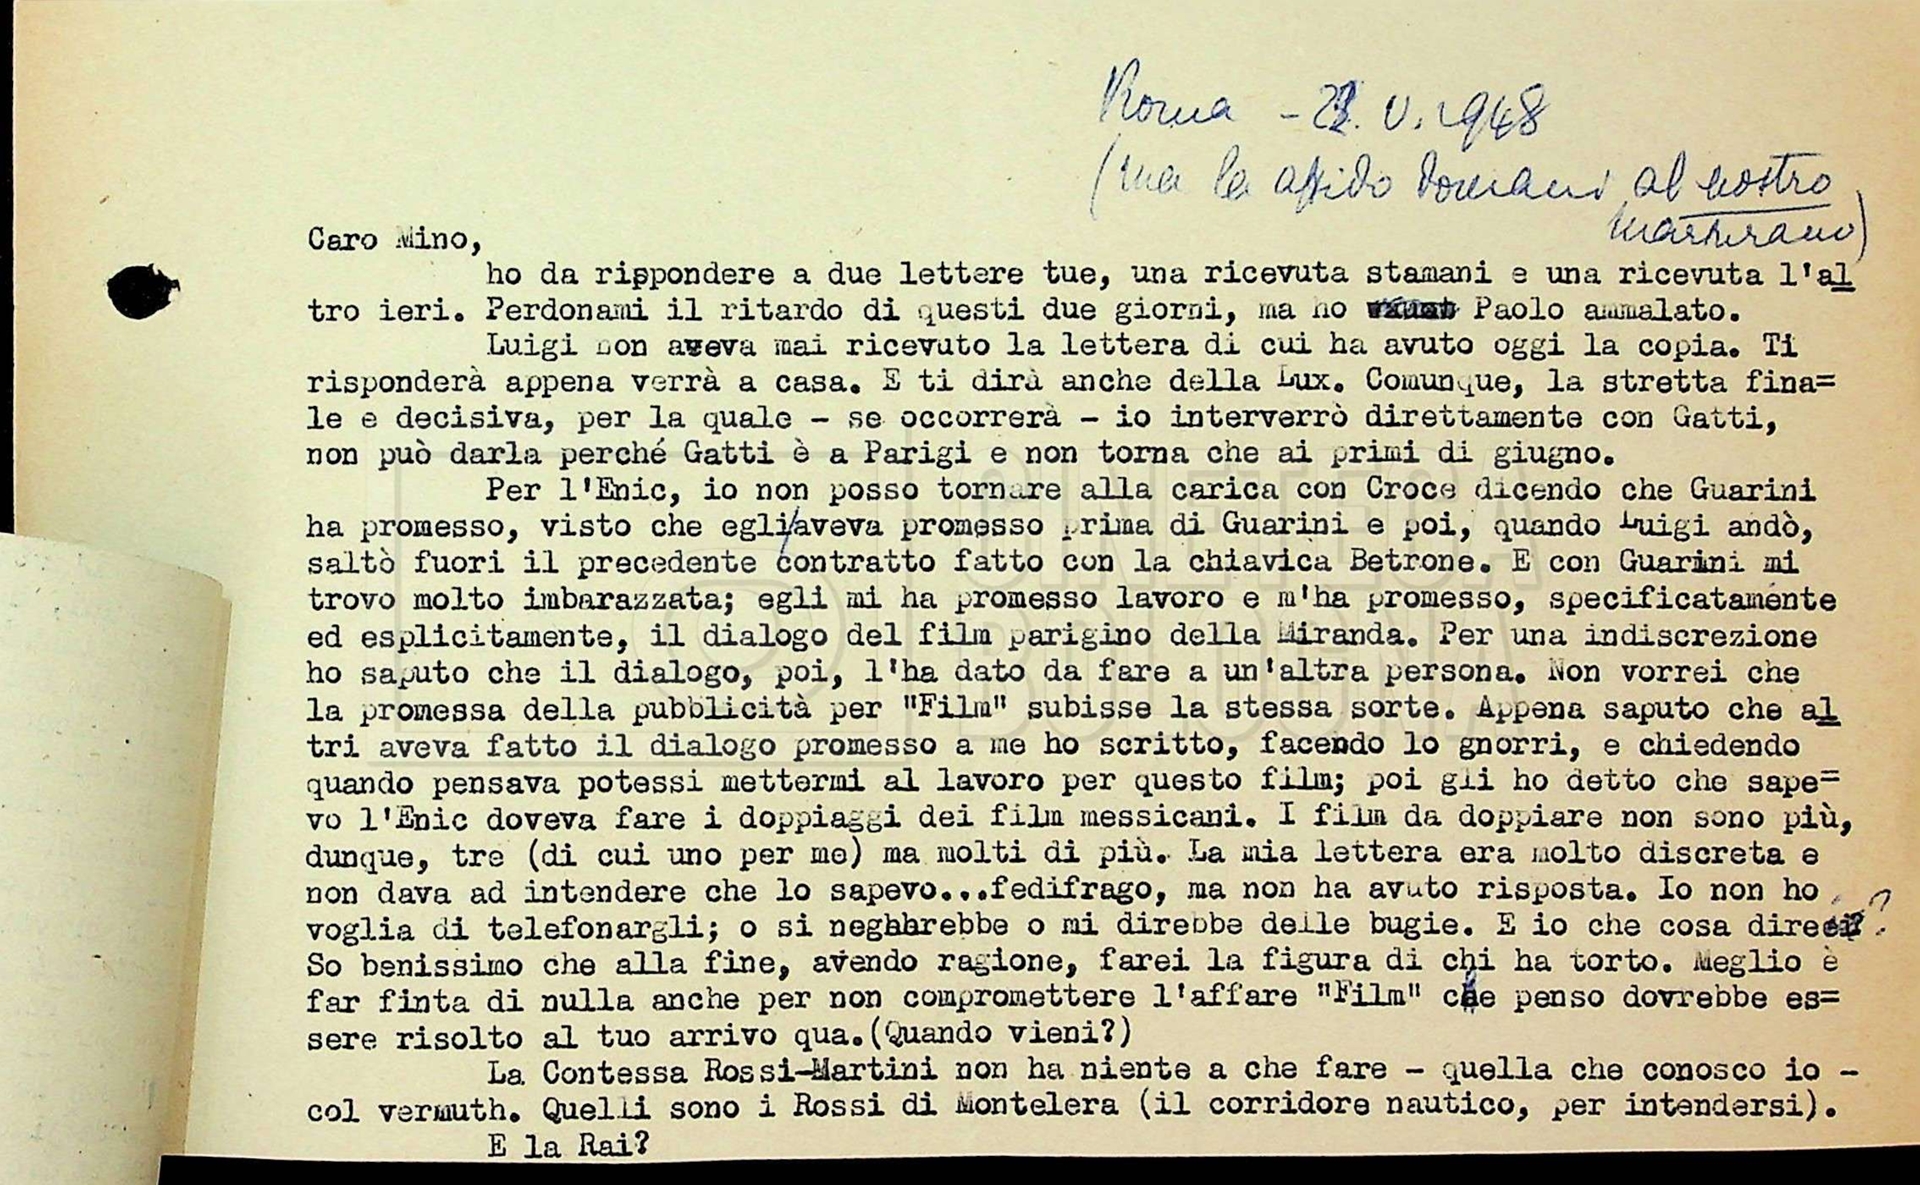 Roma - 22. V. 1948
(ma la affido domani al nostro
Marturano)
Caro Mino,
ho da rispondere a due lettere tue, una ricevuta stamani e una ricevuta l'al
tro ieri. Perdonami il ritardo di questi due giorni, ma ho Paolo ammalato.
Luigi non aveva mai ricevuto la lettera di cui ha avuto oggi la copia. Ti
risponderà appena verrà a casa. E ti dirà anche della Lux. Comunque, la stretta fina=
le e decisiva, per la quale - se occorrerà - io interverrò direttamente con Gatti,
non può darla perché Gatti è a Parigi e non torna che ai primi di giugno.
Per l'Enic, io non posso tornare alla carica con Croce dicendo che Guarini
ha promesso, visto che egli/aveva promesso prima di Guarini e poi, quando Luigi andò,
saltò fuori il precedente contratto fatto con la chiavica Betrone. E con Guarini mi
trovo molto imbarazzata; egli mi ha promesso lavoro e m'ha promesso, specificatamente
ed esplicitamente, il dialogo del film parigino della Miranda. Per una indiscrezione
ho saputo che il dialogo, poi, l'ha dato da fare a un'altra persona. Non vorrei che
la promessa della pubblicità per "Film" subisse la stessa sorte. Appena saputo che al
tri aveva fatto il dialogo promesso a me ho scritto, facendo lo gnorri, e chiedendo
quando pensava potessi mettermi al lavoro per questo film; poi gli ho detto che sape=
vo l'Enic doveva fare i doppiaggi dei film messicani. I film da doppiare non sono più,
dunque, tre (di cui uno per me) ma molti di più. La mia lettera era molto discreta e
non dava ad intendere che lo sapevo...fedifrago, ma non ha avuto risposta. Io non ho
voglia di telefonargli; o si neghhrebbe o mi direbbe delle bugie. E io che cosa direi?
So benissimo che alla fine, avendo ragione, farei la figura di chi ha torto. Meglio è
far finta di nulla anche per non compromettere l'affare "Film" che penso dovrebbe es=
sere risolto al tuo arrivo qua.(Quando vieni?)
La Contessa Rossi-Martini non ha niente a che fare - quella che conosco io -
col vermuth. Quelli sono i Rossi di Montelera (il corridore nautico, per intendersi).
E la Rai?
CINETECA
BOLOGNA